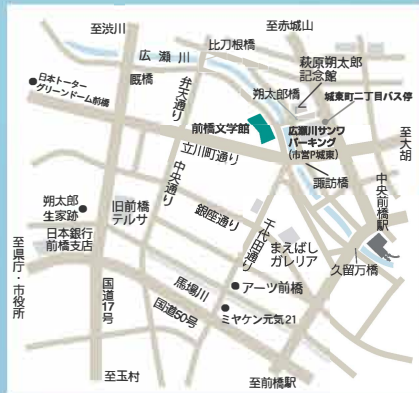 至渋川
至赤城山
広瀬川
比刀根橋
厩橋
萩原朔太郎
記念館
日本トーター
グリーンドーム前橋
弁天通り
朔太郎橋
城東町二丁目バス停
前橋文学館
広瀬川サンワ
パーキング
(市営P城東)
至大胡
立川町通り
諏訪橋
中央通り
中央前橋駅
朔太郎
生家跡
旧前橋
テルサ
銀座通り
千代田通り
日本銀行
前橋支店
まえばし
ガレリア
久留万橋
至県庁・市役所
馬場川
アーツ前橋
国道17号
国道50号
ミヤケン元気21
至玉村
至前橋駅